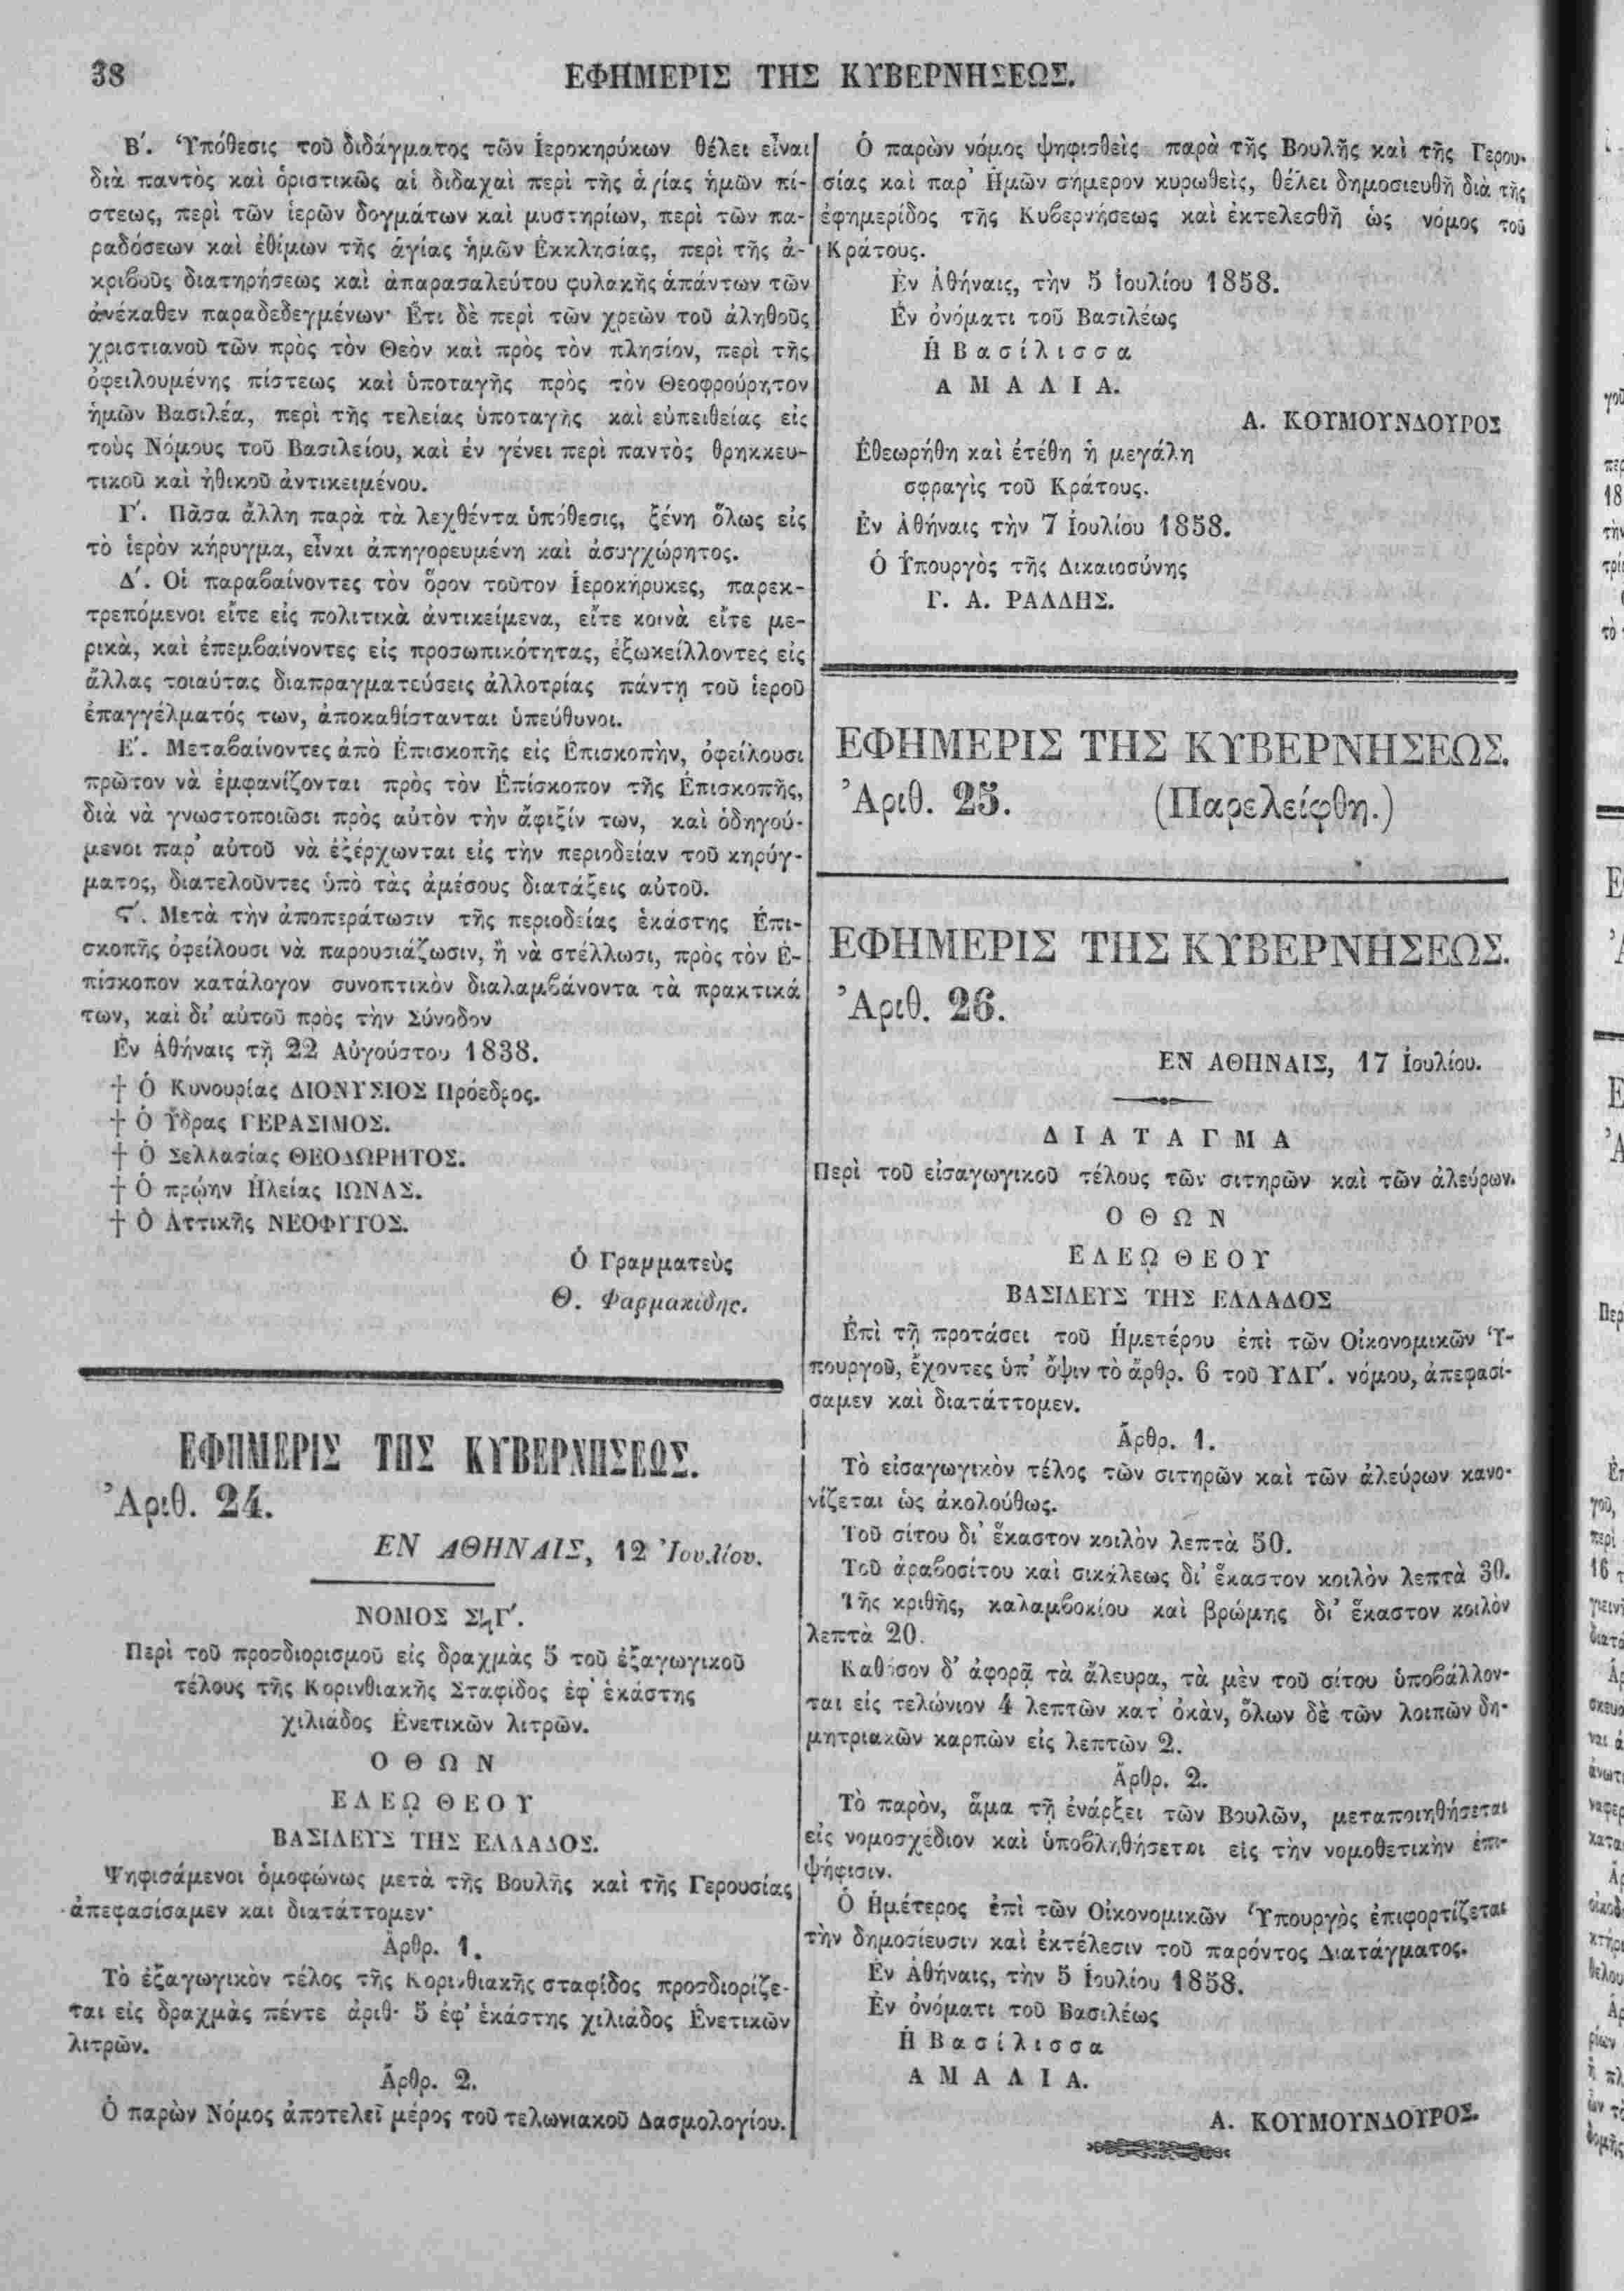 38
ΕΦΗΜΕΡΙΣ ΤΗΣ ΚΥΒΕΡΝΗΣΕΩΣ.
Β΄. Ὑπόθεσις τοῦ διδάγματος τῶν Ἱεροκηρύκων θέλει εἶναι
διὰ παντὸς καὶ ὁριστικῶς αἱ διδαχαὶ περὶ τῆς ἁγίας ἡμῶν πί-
στεως, περὶ τῶν ἱερῶν δογμάτων καὶ μυστηρίων, περὶ τῶν πα-
ραδόσεων καὶ ἐθίμων τῆς ἁγίας ἡμῶν Ἐκκλησίας, περὶ τῆς ἀ-
κριβοῦς διατηρήσεως καὶ ἀπαρασαλεύτου φυλακῆς ἁπάντων τῶν
ἀνέκαθεν παραδεδεγμένων· Ἔτι δὲ περὶ τῶν χρεῶν τοῦ ἀληθοῦς
χριστιανοῦ τῶν πρὸς τὸν Θεὸν καὶ πρὸς τὸν πλησίον, περὶ τῆς
ὀφειλουμένης πίστεως καὶ ὑποταγῆς πρὸς τὸν Θεοφρούρητον
ἡμῶν Βασιλέα, περὶ τῆς τελείας ὑποταγῆς καὶ εὐπειθείας εἰς
τοὺς Νόμους τοῦ Βασιλείου, καὶ ἐν γένει περὶ παντὸς θρηκκευ-
τικοῦ καὶ ἠθικοῦ ἀντικειμένου.
Γ΄. Πᾶσα ἄλλη παρὰ τὰ λεχθέντα ὑπόθεσις, ξένη ὅλως εἰς
τὸ ἱερὸν κήρυγμα, εἶναι ἀπηγορευμένη καὶ ἀσυγχώρητος.
Δ΄. Οἱ παραβαίνοντες τὸν ὅρον τοῦτον Ἱεροκήρυκες, παρεκ-
τρεπόμενοι εἴτε εἰς πολιτικὰ ἀντικείμενα, εἴτε κοινὰ εἴτε με-
ρικὰ, καὶ ἐπεμβαίνοντες εἰς προσωπικότητας, ἐξωκείλλοντες εἰς
ἄλλας τοιαύτας διαπραγματεύσεις ἀλλοτρίας πάντῃ τοῦ ἱεροῦ
ἐπαγγέλματός των, ἀποκαθίστανται ὑπεύθυνοι.
Ε΄. Μεταβαίνοντες ἀπὸ Ἐπισκοπῆς εἰς Ἐπισκοπὴν, ὀφείλουσι
πρῶτον νὰ ἐμφανίζονται πρὸς τὸν Ἐπίσκοπον τῆς Ἐπισκοπῆς,
διὰ νὰ γνωστοποιῶσι πρὸς αὐτὸν τὴν ἄφιξίν των, καὶ ὁδηγού-
μενοι παρ' αὐτοῦ νὰ ἐξέρχωνται εἰς τὴν περιοδείαν τοῦ κηρύγ-
ματος, διατελοῦντες ὑπὸ τὰς ἀμέσους διατάξεις αὐτοῦ.
Ϛ΄. Μετὰ τὴν ἀποπεράτωσιν τῆς περιοδείας ἑκάστης Ἐπι-
σκοπῆς ὀφείλουσι νὰ παρουσιάζωσιν, ἢ νὰ στέλλωσι, πρὸς τὸν Ἐ-
πίσκοπον κατάλογον συνοπτικὸν διαλαμβάνοντα τὰ πρακτικά
των, καὶ δι' αὐτοῦ πρὸς τὴν Σύνοδον
Ἐν Ἀθήναις τῇ 22 Αὐγούστου 1838.
† Ὁ Κυνουρίας ΔΙΟΝΥΣΙΟΣ Πρόεδρος.
† Ὁ Ὕδρας ΓΕΡΑΣΙΜΟΣ.
† Ὁ Σελλασίας ΘΕΟΔΩΡΗΤΟΣ.
† Ὁ πρῴην Ἠλείας ΙΩΝΑΣ.
† Ὁ Ἀττικῆς ΝΕΟΦΥΤΟΣ.
Ὁ Γραμματεὺς
Θ. Φαρμακίδης.
ΕΦΗΜΕΡΙΣ ΤΗΣ ΚΥΒΕΡΝΗΣΕΩΣ.
Ἀριθ. 24.
ΕΝ ΑΘΗΝΑΙΣ, 12 Ἰουλίου.
ΝΟΜΟΣ ΣϞΓ΄.
Περὶ τοῦ προσδιορισμοῦ εἰς δραχμὰς 5 τοῦ ἐξαγωγικοῦ
τέλους τῆς Κορινθιακῆς Σταφίδος ἐφ' ἑκάστης
χιλιάδος Ἐνετικῶν λιτρῶν.
ΟΘΩΝ
ΕΛΕῼ ΘΕΟΥ
ΒΑΣΙΛΕΥΣ ΤΗΣ ΕΛΛΑΔΟΣ.
Ψηφισάμενοι ὁμοφώνως μετὰ τῆς Βουλῆς καὶ τῆς Γερουσίας
ἀπεφασίσαμεν και διατάττομεν·
Ἄρθρ. 1.
Τὸ ἐξαγωγικὸν τέλος τῆς Κορινθιακῆς σταφίδος προσδιορίζε-
ται εἰς δραχμὰς πέντε ἀριθ· 5 ἐφ' ἑκάστης χιλιάδος Ἐνετικῶν
λιτρῶν.
Ἄρθρ. 2.
Ὁ παρὼν Νόμος ἀποτελεῖ μέρος τοῦ τελωνιακοῦ Δασμολογίου.
Ὁ παρὼν νόμος ψηφισθεὶς παρὰ τῆς Βουλῆς καὶ τῆς Γερου-
σίας καὶ παρ' Ἡμῶν σήμερον κυρωθεὶς, θέλει δημοσιευθῆ διὰ τῆς
ἐφημερίδος τῆς Κυβερνήσεως καὶ ἐκτελεσθῆ ὡς νόμος τοῦ
Κράτους.
Ἐν Ἀθήναις, τὴν 5 Ἰουλίου 1858.
Ἐν ὀνόματι τοῦ Βασιλέως
Ἡ Βασίλισσα
ΑΜΑΛΙΑ.
Α. ΚΟΥΜΟΥΝΔΟΥΡΟΣ
Ἐθεωρήθη καὶ ἐτέθη ἡ μεγάλη
σφραγὶς τοῦ Κράτους.
Ἐν Ἀθήναις τὴν 7 Ἰουλίου 1858.
Ὁ Ὑπουργὸς τῆς Δικαιοσύνης
Γ. Α. ΡΑΛΛΗΣ.
ΕΦΗΜΕΡΙΣ ΤΗΣ ΚΥΒΕΡΝΗΣΕΩΣ.
Ἀριθ. 25. (Παρελείφθη.)
ΕΦΗΜΕΡΙΣ ΤΗΣ ΚΥΒΕΡΝΗΣΕΩΣ.
Ἀριθ. 26.
ΕΝ ΑΘΗΝΑΙΣ, 17 Ἰουλίου.
ΔΙΑΤΑΓΜΑ
Περὶ τοῦ εἰσαγωγικοῦ τέλους τῶν σιτηρῶν καὶ τῶν ἀλεύρων.
ΟΘΩΝ
ΕΛΕῼ ΘΕΟΥ
ΒΑΣΙΛΕΥΣ ΤΗΣ ΕΛΛΑΔΟΣ
Ἐπὶ τῇ προτάσει τοῦ Ἡμετέρου ἐπὶ τῶν Οἰκονομικῶν Ὑ-
πουργοῦ, ἔχοντες ὑπ' ὄψιν τὸ ἄρθρ. 6 τοῦ ΥΛΓ΄. νόμου, ἀπεφασί-
σαμεν καὶ διατάττομεν.
Ἄρθρ. 1.
Τὸ εἰσαγωγικὸν τέλος τῶν σιτηρῶν καὶ τῶν ἀλεύρων κανο-
νίζεται ὡς ἀκολούθως.
Τοῦ σίτου δι' ἕκαστον κοιλὸν λεπτὰ 50.
Τοῦ ἀραβοσίτου καὶ σικάλεως δι' ἕκαστον κοιλὸν λεπτὰ 30.
Τῆς κριθῆς, καλαμβοκίου καὶ βρώμης δι' ἕκαστον κοιλὸν
λεπτὰ 20.
Καθόσον δ' ἀφορᾷ τὰ ἄλευρα, τὰ μὲν τοῦ σίτου ὑποβάλλον-
ται εἰς τελώνιον 4 λεπτῶν κατ' ὀκὰν, ὅλων δὲ τῶν λοιπῶν δη-
μητριακῶν καρπῶν εἰς λεπτῶν 2.
Ἄρθρ. 2.
Τὸ παρὸν, ἅμα τῇ ἐνάρξει τῶν Βουλῶν, μεταποιηθήσεται
εἰς νομοσχέδιον καὶ ὑποβληθήσεται εἰς τὴν νομοθετικὴν ἐπι-
ψήφισιν.
Ὁ Ἡμέτερος ἐπὶ τῶν Οἰκονομικῶν Ὑπουργὸς ἐπιφορτίζεται
τὴν δημοσίευσιν καὶ ἐκτέλεσιν τοῦ παρόντος Διατάγματος.
Ἐν Ἀθήναις, τὴν 5 Ἰουλίου 1858.
Ἐν ὀνόματι τοῦ Βασιλέως
Ἡ Βασίλισσα
ΑΜΑΛΙΑ.
Α. ΚΟΥΜΟΥΝΔΟΥΡΟΣ.